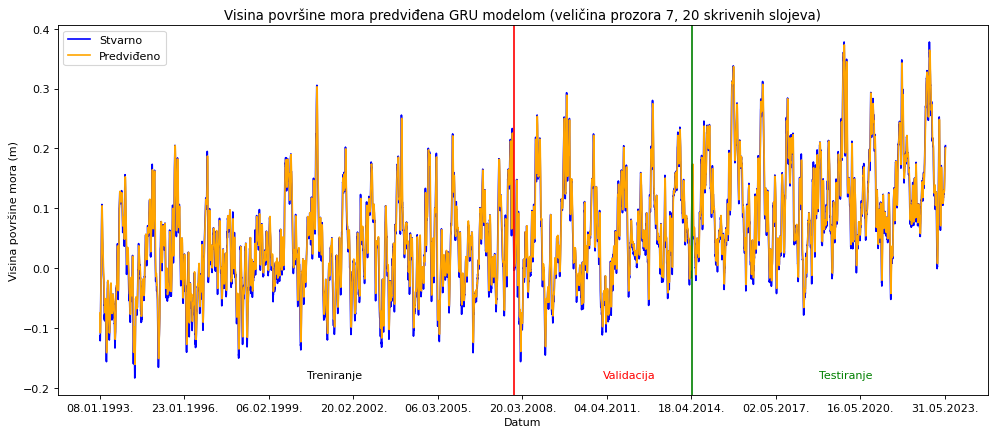 Visina površine mora predviđena GRU modelom (veličina prozora 7, 20 skrivenih slojeva)
Stvarno
Predviđeno
Visina površine mora (m)
0.4
0.3
0.2
0.1
0.0
−0.1
−0.2
Treniranje
Validacija
Testiranje
08.01.1993. 23.01.1996. 06.02.1999. 20.02.2002. 06.03.2005. 20.03.2008. 04.04.2011. 18.04.2014. 02.05.2017. 16.05.2020. 31.05.2023.
Datum